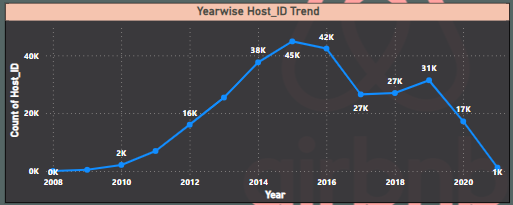 Yearwise Host_ID Trend
Count of Host_ID
40K
20K
0K
0K
2K
16K
38K
45K
42K
27K
27K
31K
17K
1K
2008
2010
2012
2014
2016
2018
2020
Year
airbnb